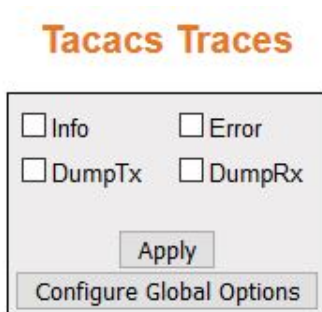 Tacacs Traces
Info Error
DumpTx DumpRx
Apply
Configure Global Options